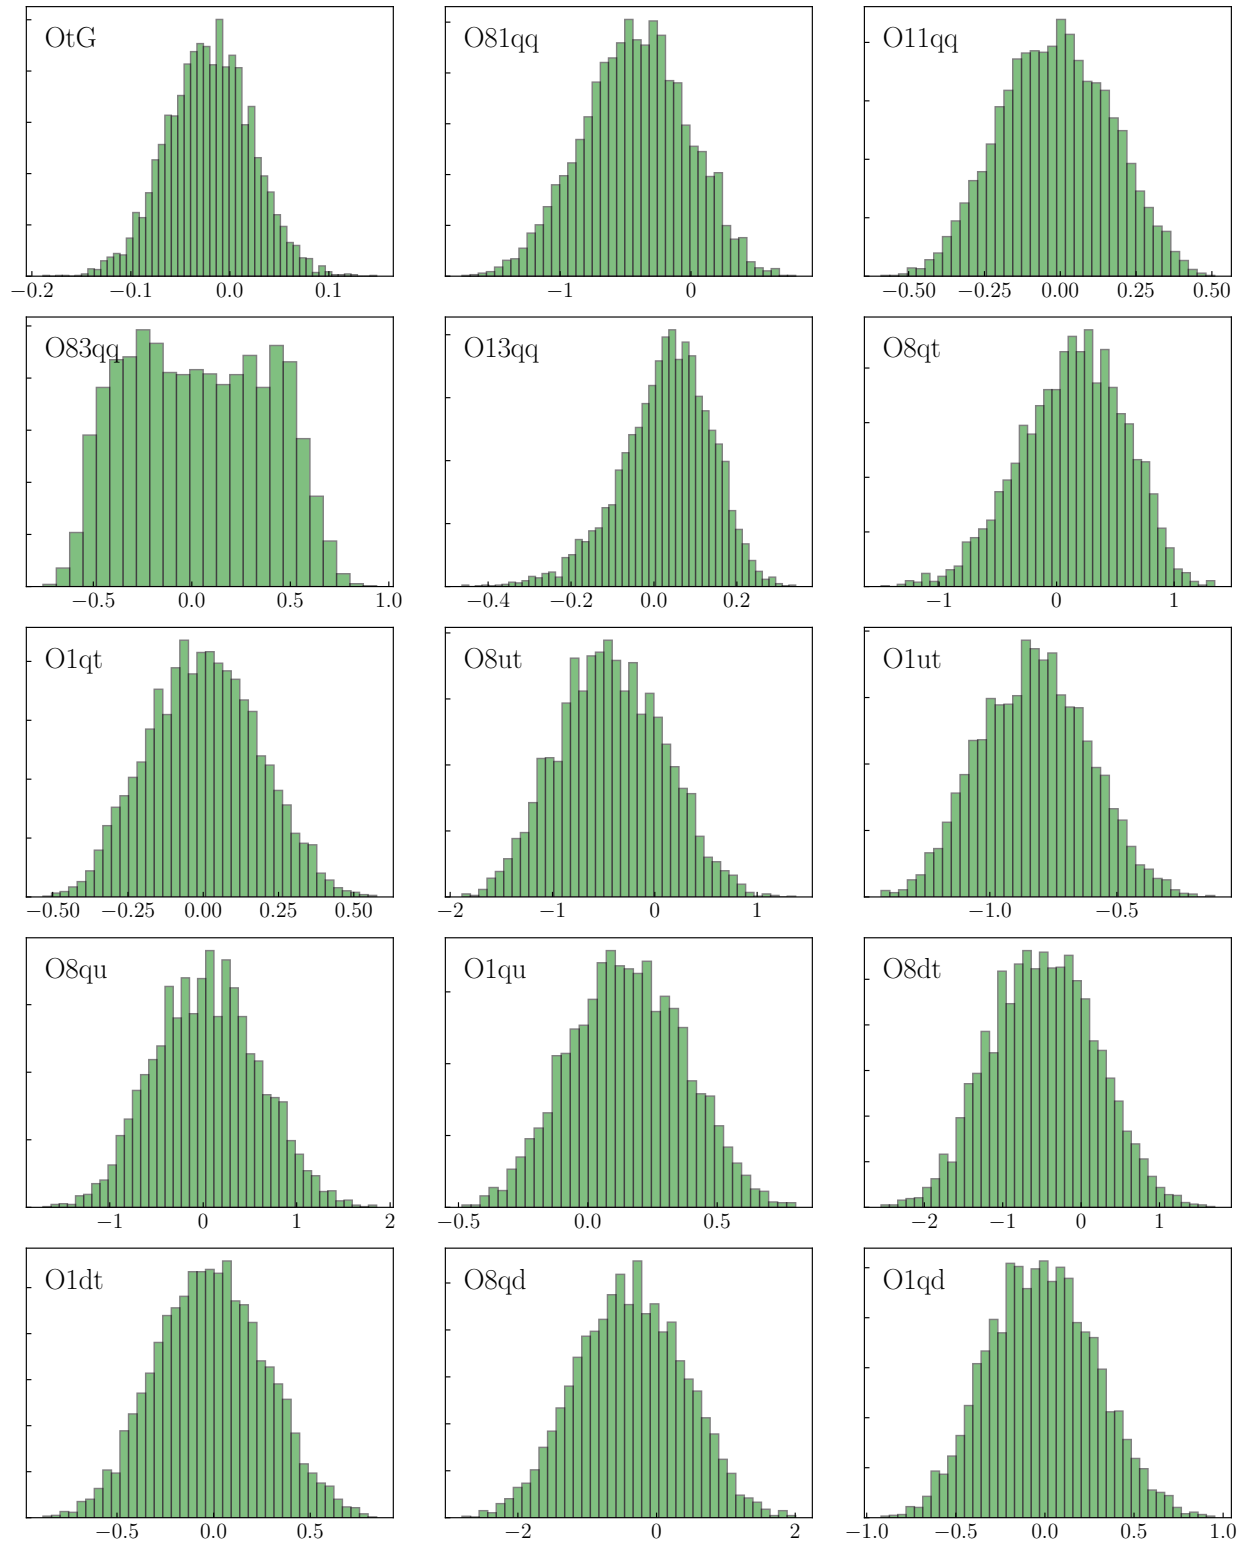 OtG O81qq O11qq
−0.2 −0.1 0.0 0.1 −1 0 −0.50 −0.25 0.00 0.25 0.50
O83qq O13qq O8qt
−0.5 0.0 0.5 1.0 −0.4 −0.2 0.0 0.2 −1 0 1
O1qt O8ut O1ut
−0.50 −0.25 0.00 0.25 0.50 −2 −1 0 1 −1.0 −0.5
O8qu O1qu O8dt
−1 0 1 2 −0.5 0.0 0.5 −2 −1 0 1
O1dt O8qd O1qd
−0.5 0.0 0.5 −2 0 2 −1.0 −0.5 0.0 0.5 1.0